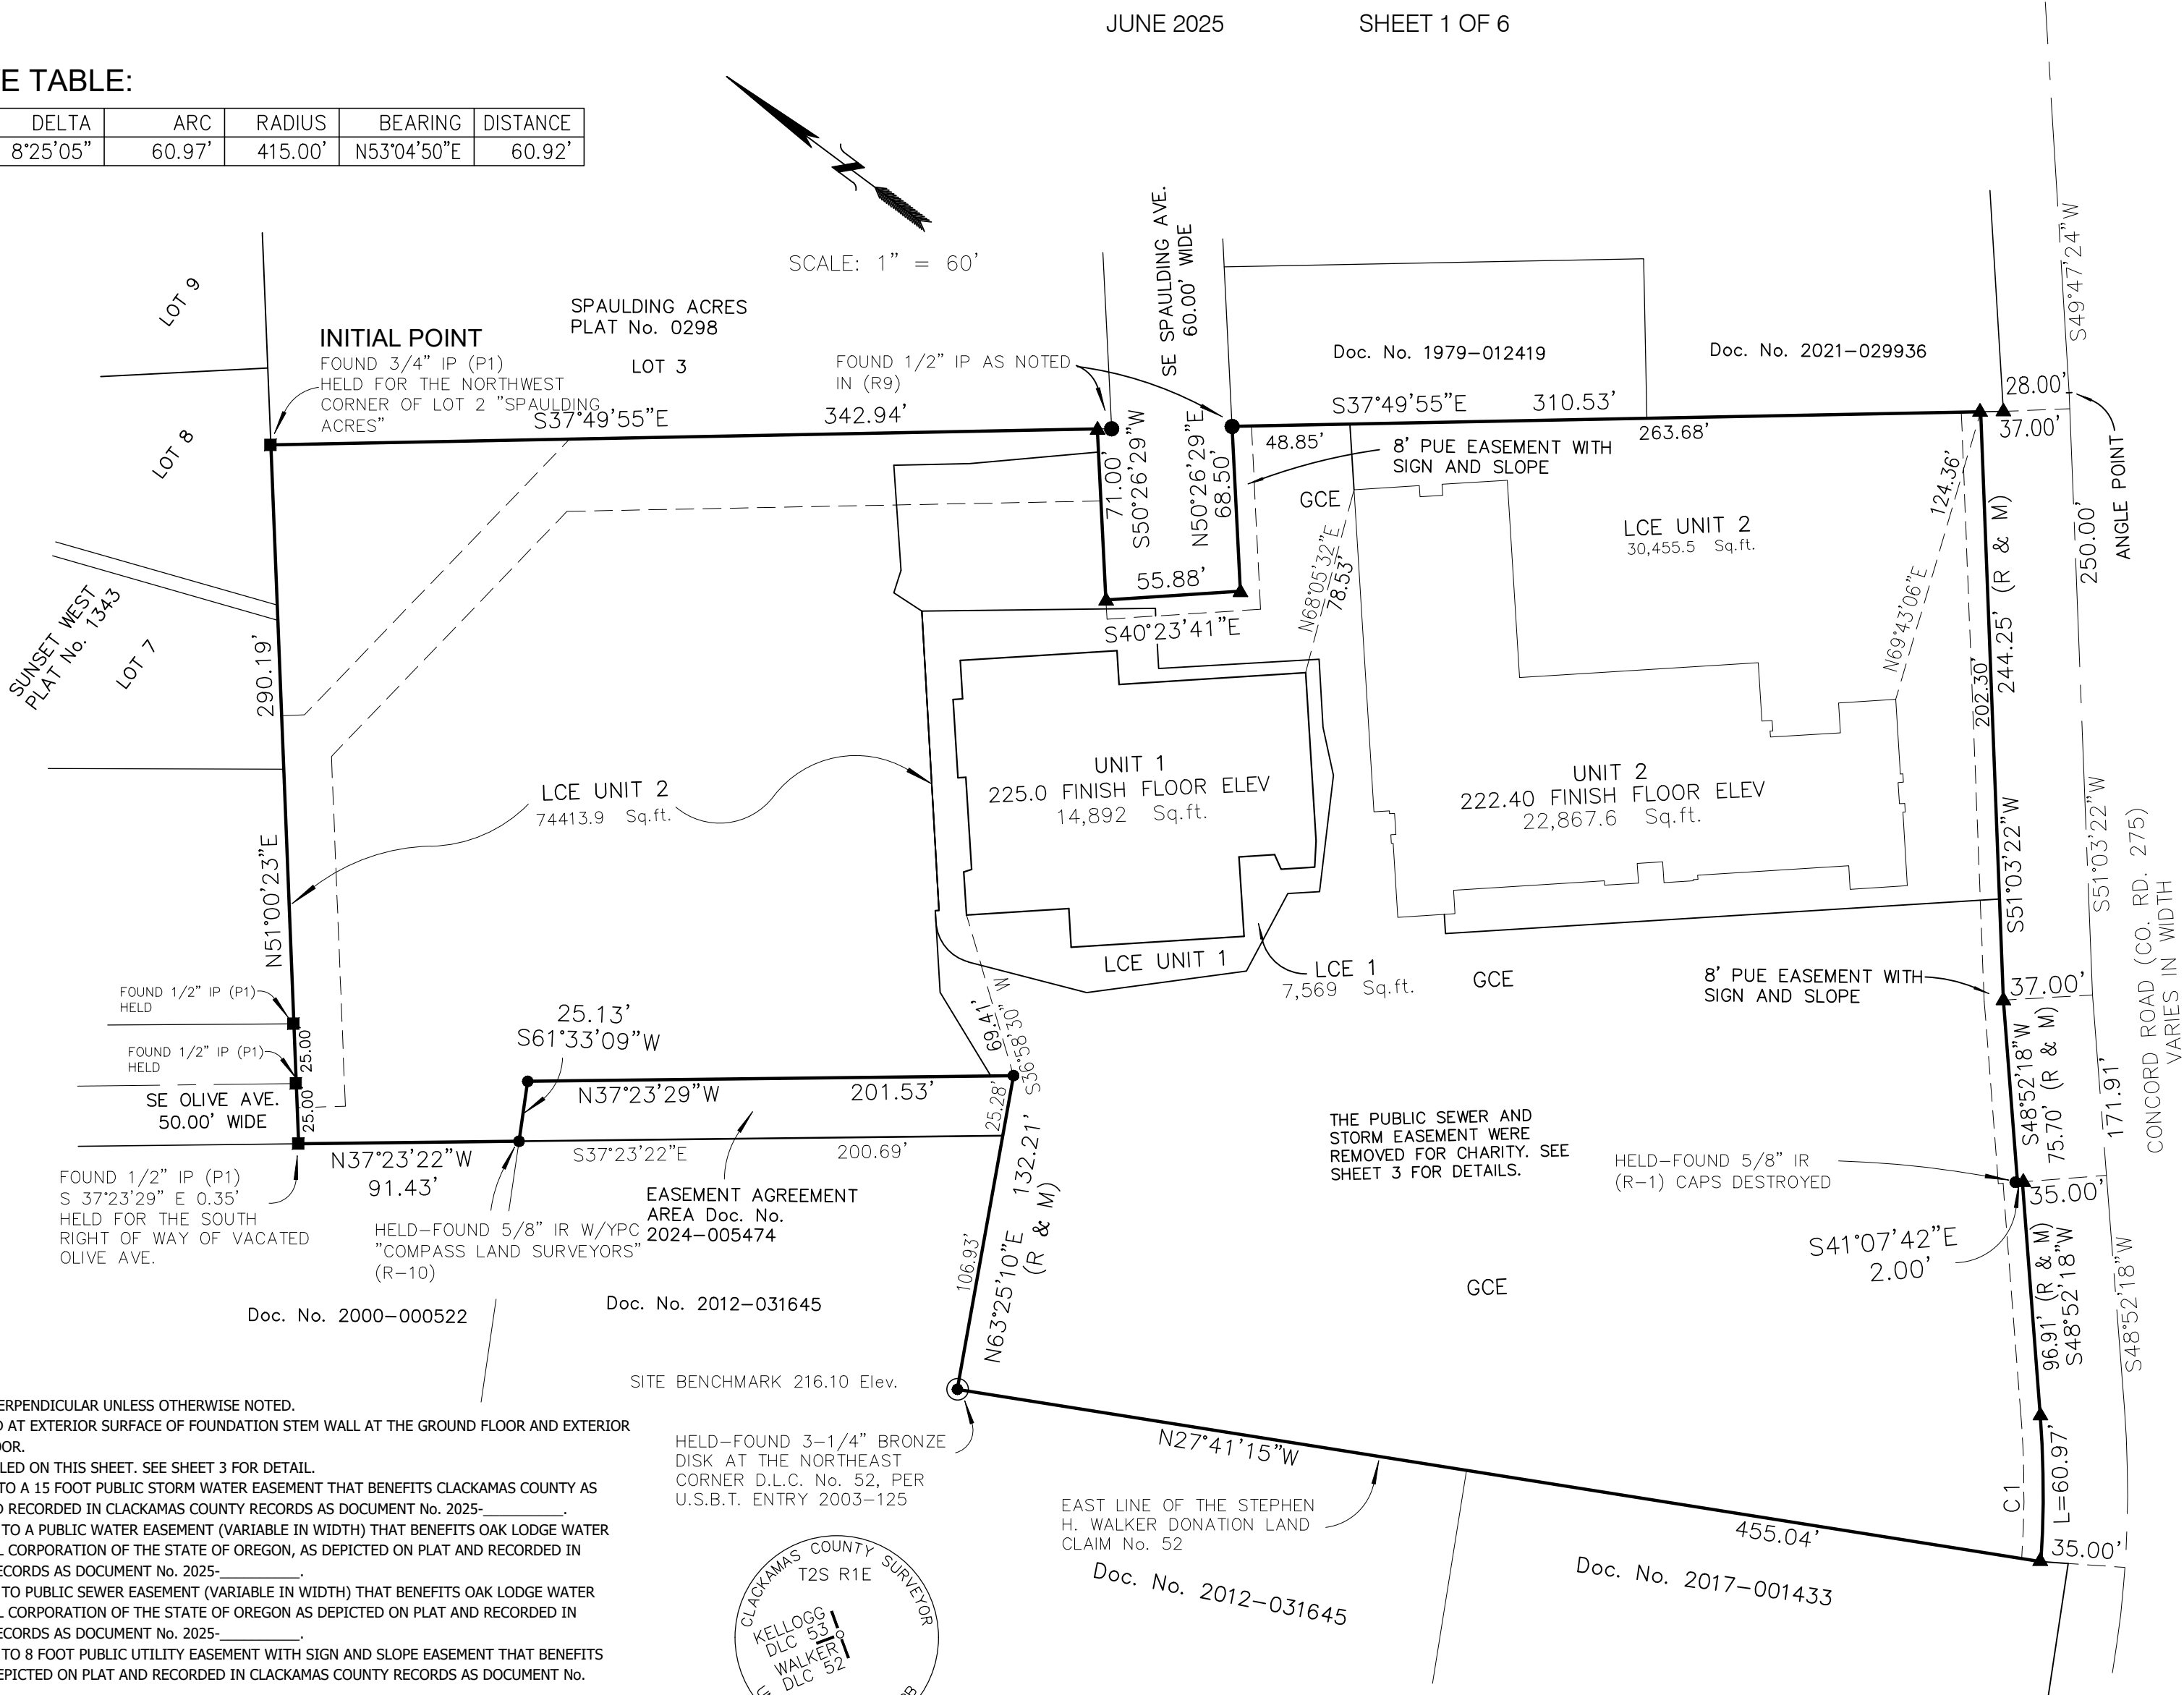 JUNE 2025 SHEET 1 OF 6
E TABLE:
DELTA ARC RADIUS BEARING DISTANCE
8°25'05" 60.97' 415.00' N53°04'50"E 60.92'
N
SCALE: 1" = 60'
SE SPAULDING AVE.
60.00' WIDE
S49°47'24"W
LOT 9
SPAULDING ACRES
PLAT No. 0298
LOT 3
INITIAL POINT
FOUND 3/4" IP (P1)
HELD FOR THE NORTHWEST
CORNER OF LOT 2 "SPAULDING
ACRES"
FOUND 1/2" IP AS NOTED
IN (R9)
Doc. No. 1979-012419
Doc. No. 2021-029936
28.00'
S37°49'55"E 342.94'
S37°49'55"E 310.53'
37.00'
48.85'
263.68'
ANGLE POINT
LOT 8
71.00'
S50°26'29"W
N50°26'29"E
68.50'
8' PUE EASEMENT WITH
SIGN AND SLOPE
GCE
124.36'
LCE UNIT 2
30,455.5 Sq.ft.
244.25' (R & M)
250.00'
N68°05'32"E
78.53'
55.88'
S40°23'41"E
N69°43'06"E
202.30'
SUNSET WEST
PLAT No. 1343
LOT 7
290.19'
LCE UNIT 2
74413.9 Sq.ft.
UNIT 1
225.0 FINISH FLOOR ELEV
14,892 Sq.ft.
UNIT 2
222.40 FINISH FLOOR ELEV
22,867.6 Sq.ft.
N51°00'23"E
S51°03'22"W
S51°03'22"W
CONCORD ROAD (CO. RD. 275)
VARIES IN WIDTH
LCE UNIT 1
LCE 1
7,569 Sq.ft.
GCE
8' PUE EASEMENT WITH
SIGN AND SLOPE
37.00'
FOUND 1/2" IP (P1)
HELD
25.00
FOUND 1/2" IP (P1)
HELD
25.00
SE OLIVE AVE.
50.00' WIDE
25.13'
S61°33'09"W
69.41'
S36°58'30" W
N37°23'29"W 201.53'
25.28'
S48°52'18"W
75.70' (R & M)
171.91'
N37°23'22"W
91.43'
S37°23'22"E 200.69'
132.21'
(R & M)
N63°25'10"E
106.93'
THE PUBLIC SEWER AND
STORM EASEMENT WERE
REMOVED FOR CHARITY. SEE
SHEET 3 FOR DETAILS.
HELD-FOUND 5/8" IR
(R-1) CAPS DESTROYED
35.00'
FOUND 1/2" IP (P1)
S 37°23'29" E 0.35'
HELD FOR THE SOUTH
RIGHT OF WAY OF VACATED
OLIVE AVE.
HELD-FOUND 5/8" IR W/YPC
"COMPASS LAND SURVEYORS"
(R-10)
EASEMENT AGREEMENT
AREA Doc. No.
2024-005474
S41°07'42"E
2.00'
96.91' (R & M)
S48°52'18"W
S48°52'18"W
GCE
Doc. No. 2000-000522
Doc. No. 2012-031645
SITE BENCHMARK 216.10 Elev.
HELD-FOUND 3-1/4" BRONZE
DISK AT THE NORTHEAST
CORNER D.L.C. No. 52, PER
U.S.B.T. ENTRY 2003-125
N27°41'15"W
455.04'
C1
L=60.97'
35.00'
EAST LINE OF THE STEPHEN
H. WALKER DONATION LAND
CLAIM No. 52
Doc. No. 2012-031645
Doc. No. 2017-001433
ERPENDICULAR UNLESS OTHERWISE NOTED.
D AT EXTERIOR SURFACE OF FOUNDATION STEM WALL AT THE GROUND FLOOR AND EXTERIOR
OOR.
LED ON THIS SHEET. SEE SHEET 3 FOR DETAIL.
TO A 15 FOOT PUBLIC STORM WATER EASEMENT THAT BENEFITS CLACKAMAS COUNTY AS
D RECORDED IN CLACKAMAS COUNTY RECORDS AS DOCUMENT No. 2025-__________.
TO A PUBLIC WATER EASEMENT (VARIABLE IN WIDTH) THAT BENEFITS OAK LODGE WATER
L CORPORATION OF THE STATE OF OREGON, AS DEPICTED ON PLAT AND RECORDED IN
ECORDS AS DOCUMENT No. 2025-__________.
TO PUBLIC SEWER EASEMENT (VARIABLE IN WIDTH) THAT BENEFITS OAK LODGE WATER
L CORPORATION OF THE STATE OF OREGON AS DEPICTED ON PLAT AND RECORDED IN
ECORDS AS DOCUMENT No. 2025-__________.
TO 8 FOOT PUBLIC UTILITY EASEMENT WITH SIGN AND SLOPE EASEMENT THAT BENEFITS
EPICTED ON PLAT AND RECORDED IN CLACKAMAS COUNTY RECORDS AS DOCUMENT No.
CLACKAMAS COUNTY SURVEYOR
T2S R1E
KELLOGG
DLC 53
WALKER
DLC 52